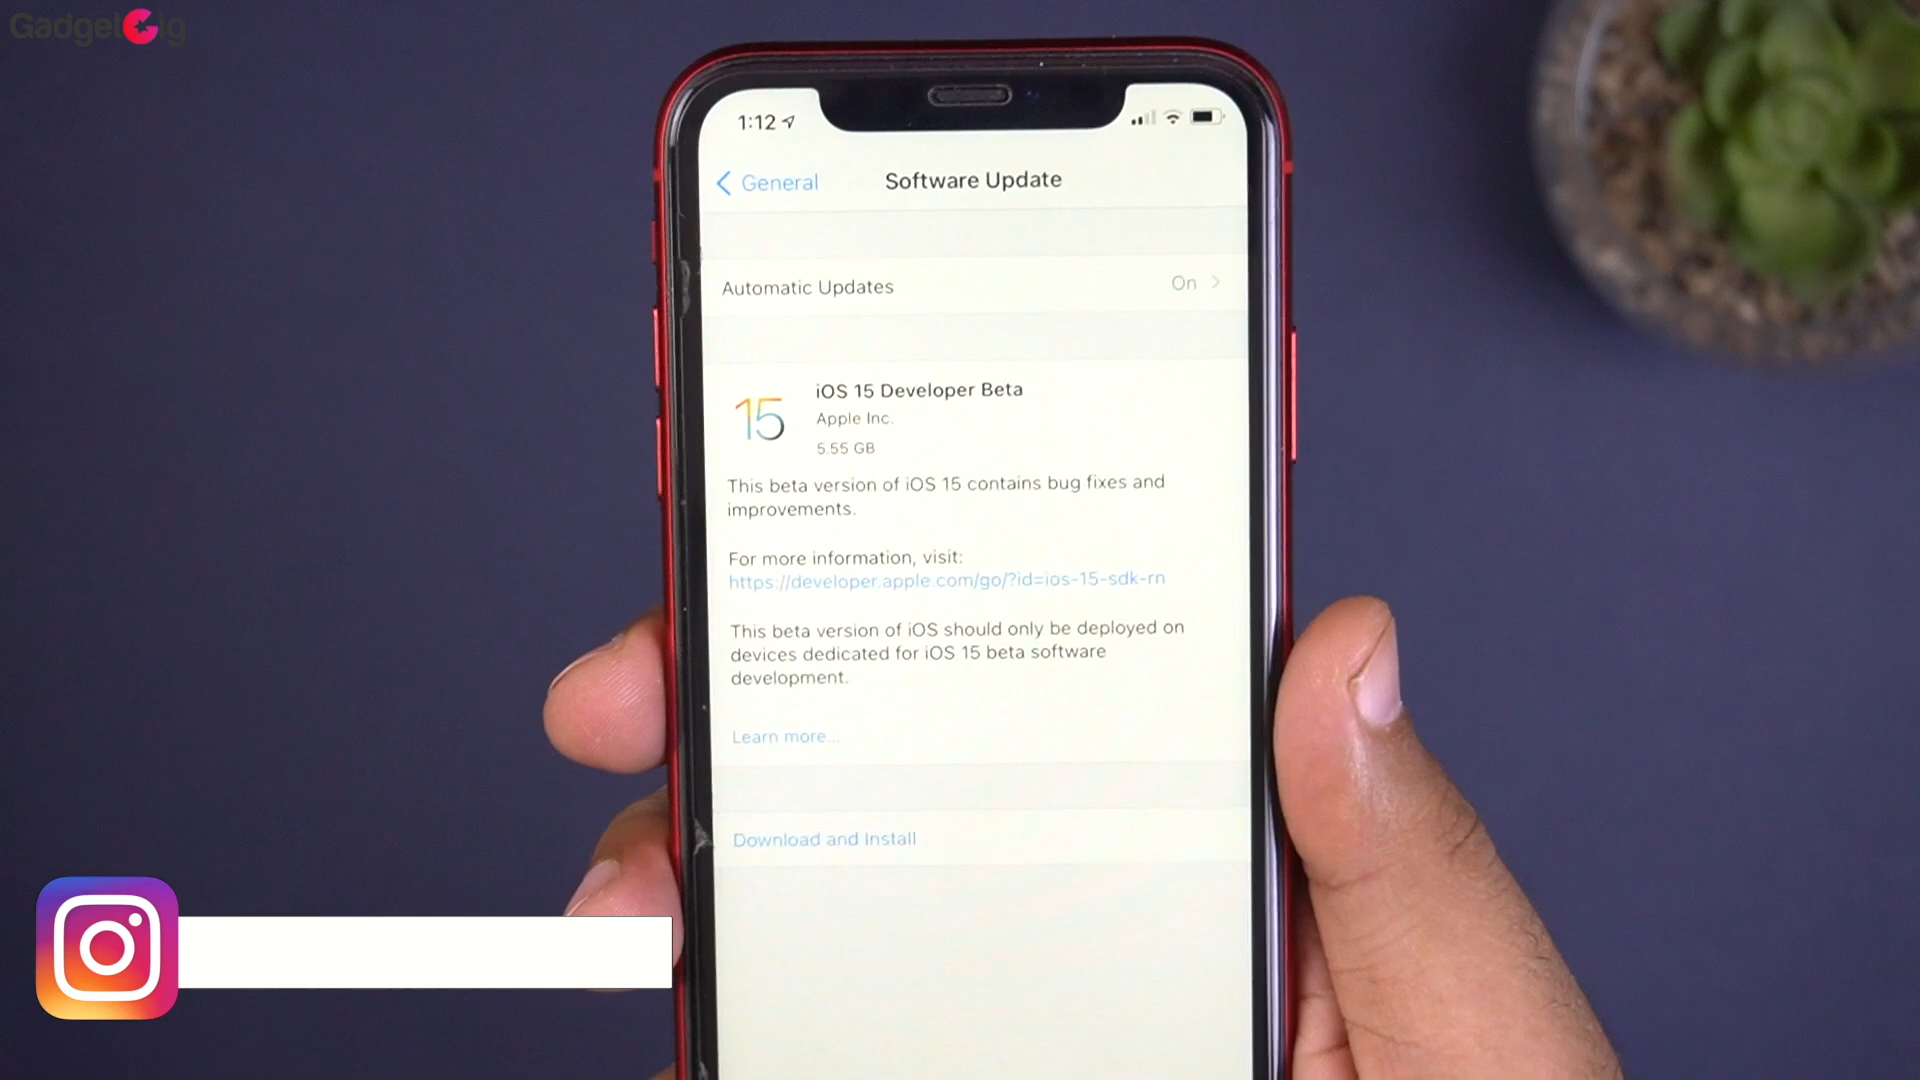 GadgetGig
1:12
General
Software Update
Automatic Updates
On
15
iOS 15 Developer Beta
Apple Inc.
5.55 GB
This beta version of iOS 15 contains bug fixes and
improvements.
For more information, visit:
https://developer.apple.com/go/?id=ios-15-sdk-rn
This beta version of iOS should only be deployed on
devices dedicated for iOS 15 beta software
development.
Learn more...
Download and Install